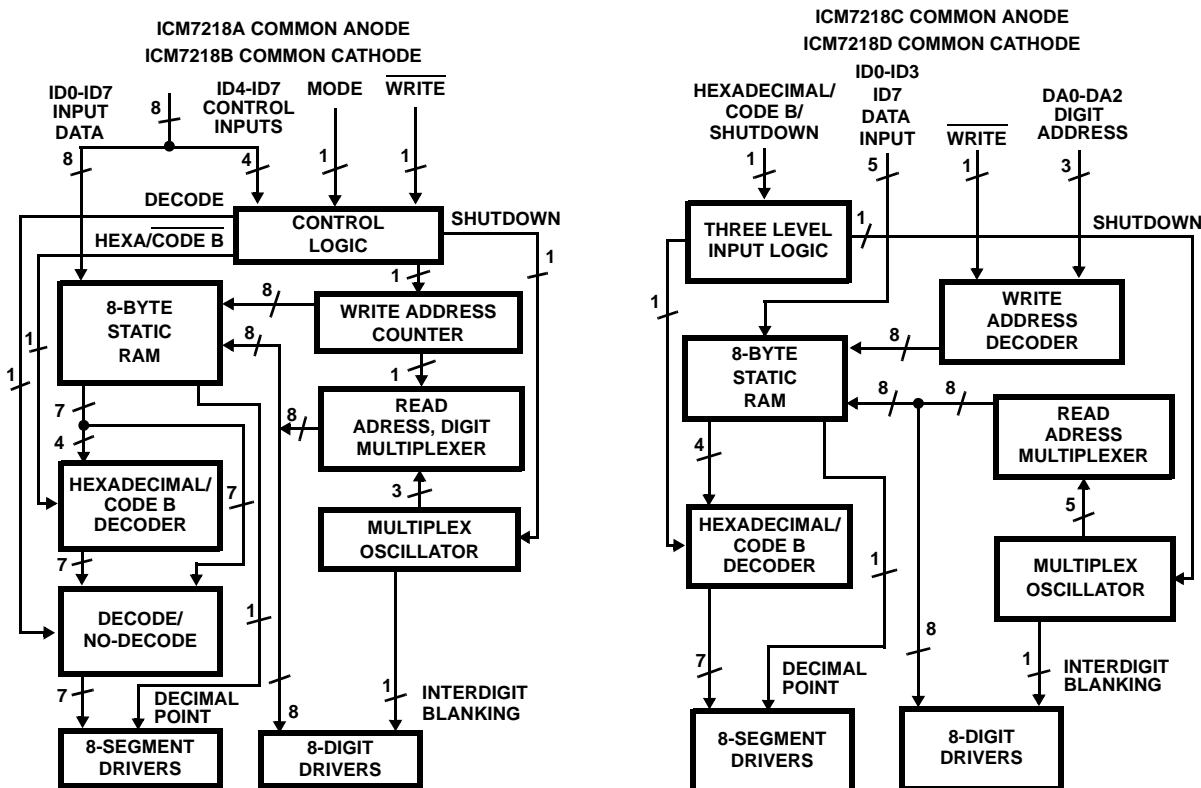 ICM7218A COMMON ANODE
ICM7218B COMMON CATHODE
ID0-ID7
INPUT
DATA
8
ID4-ID7
CONTROL
INPUTS
MODE
WRITE
8
4
1
1
DECODE
HEXA/CODE B
CONTROL
LOGIC
SHUTDOWN
1
1
8-BYTE
STATIC
RAM
8
WRITE ADDRESS
COUNTER
8
1
1
1
7
8
READ
ADRESS, DIGIT
MULTIPLEXER
4
HEXADECIMAL/
CODE B
DECODER
7
3
MULTIPLEX
OSCILLATOR
7
DECODE/
NO-DECODE
1
7
DECIMAL
POINT
8
1
INTERDIGIT
BLANKING
8-SEGMENT
DRIVERS
8-DIGIT
DRIVERS
ICM7218C COMMON ANODE
ICM7218D COMMON CATHODE
HEXADECIMAL/
CODE B/
SHUTDOWN
ID0-ID3
ID7
DATA
INPUT
WRITE
DA0-DA2
DIGIT
ADDRESS
1
5
1
3
THREE LEVEL
INPUT LOGIC
1
SHUTDOWN
1
WRITE
ADDRESS
DECODER
8-BYTE
STATIC
RAM
8
8
8
READ
ADRESS
MULTIPLEXER
4
HEXADECIMAL/
CODE B
DECODER
5
1
MULTIPLEX
OSCILLATOR
8
7
DECIMAL
POINT
1
INTERDIGIT
BLANKING
8-SEGMENT
DRIVERS
8-DIGIT
DRIVERS